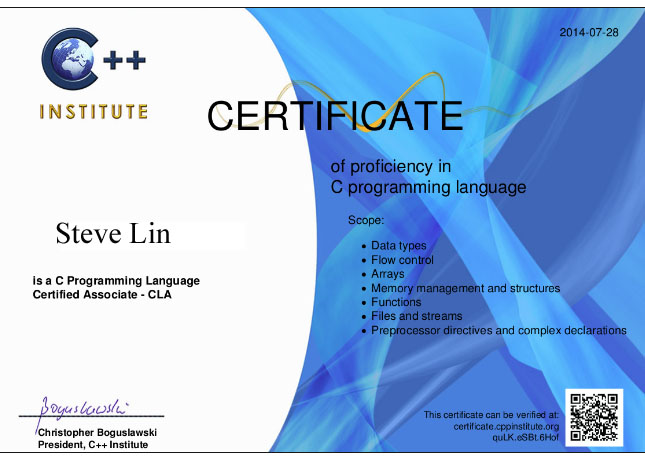 2014-07-28
C++
INSTITUTE
CERTIFICATE
of proficiency in
C programming language
Scope:
• Data types
• Flow control
• Arrays
• Memory management and structures
• Functions
• Files and streams
• Preprocessor directives and complex declarations
Steve Lin
is a C Programming Language
Certified Associate - CLA
Boguslawski
Christopher Boguslawski
President, C++ Institute
This certificate can be verified at:
certificate.cppinstitute.org
quLK.eSBt.6Hof